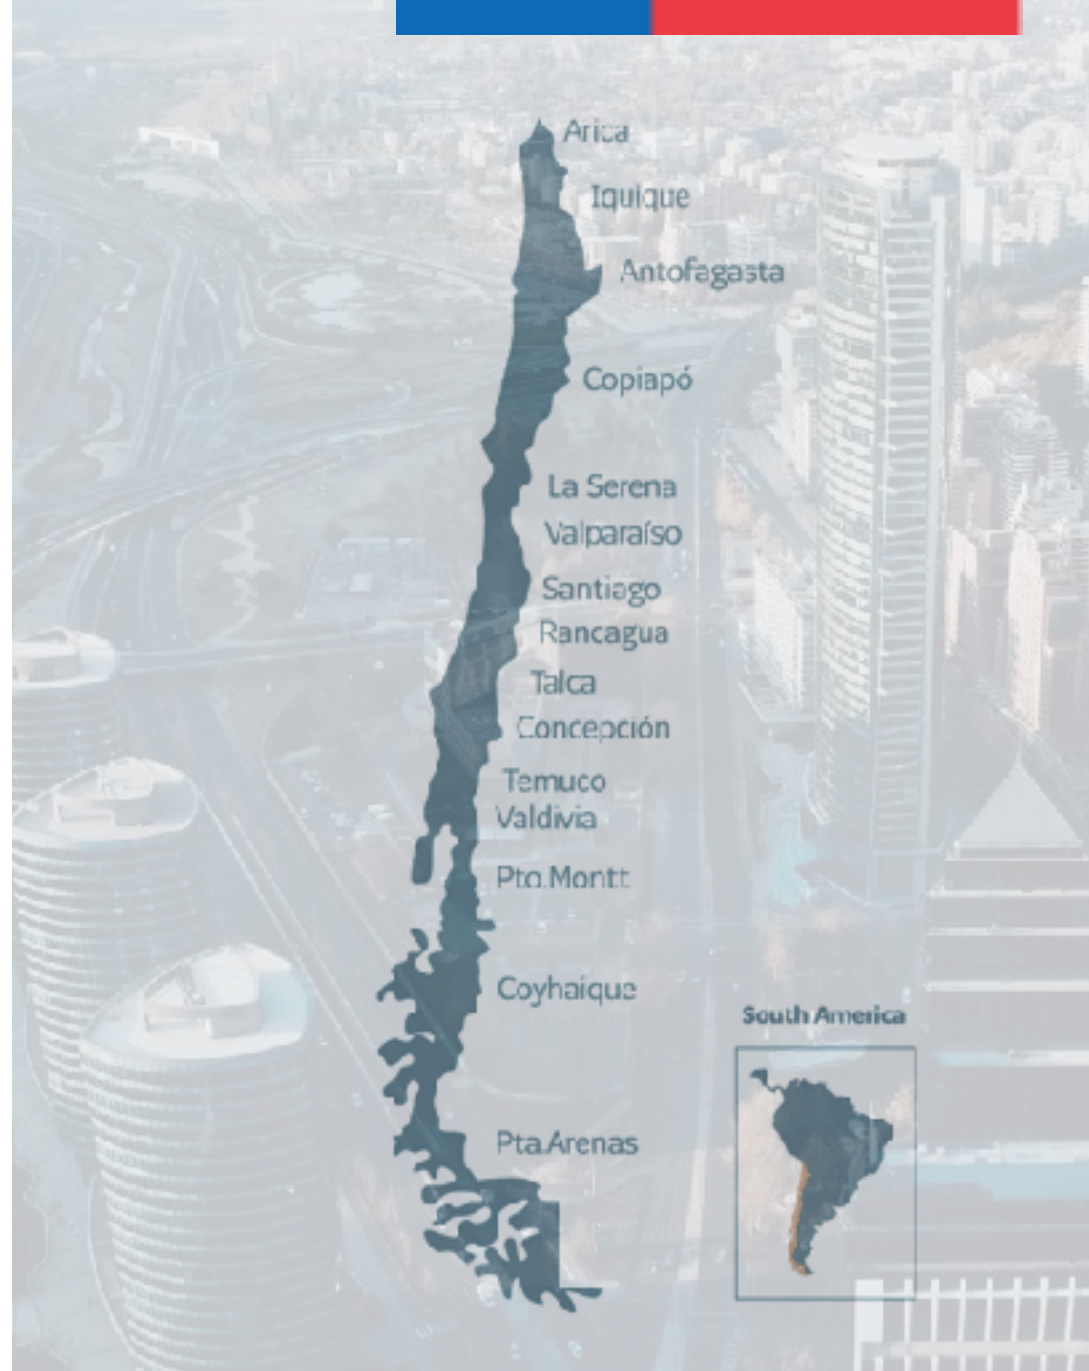 Arica
Iquique
Antofagasta
Copiapó
La Serena
Valparaíso
Santiago
Rancagua
Talca
Concepción
Temuco
Valdivia
Pto.Montt
Coyhaique
South America
Pta.Arenas